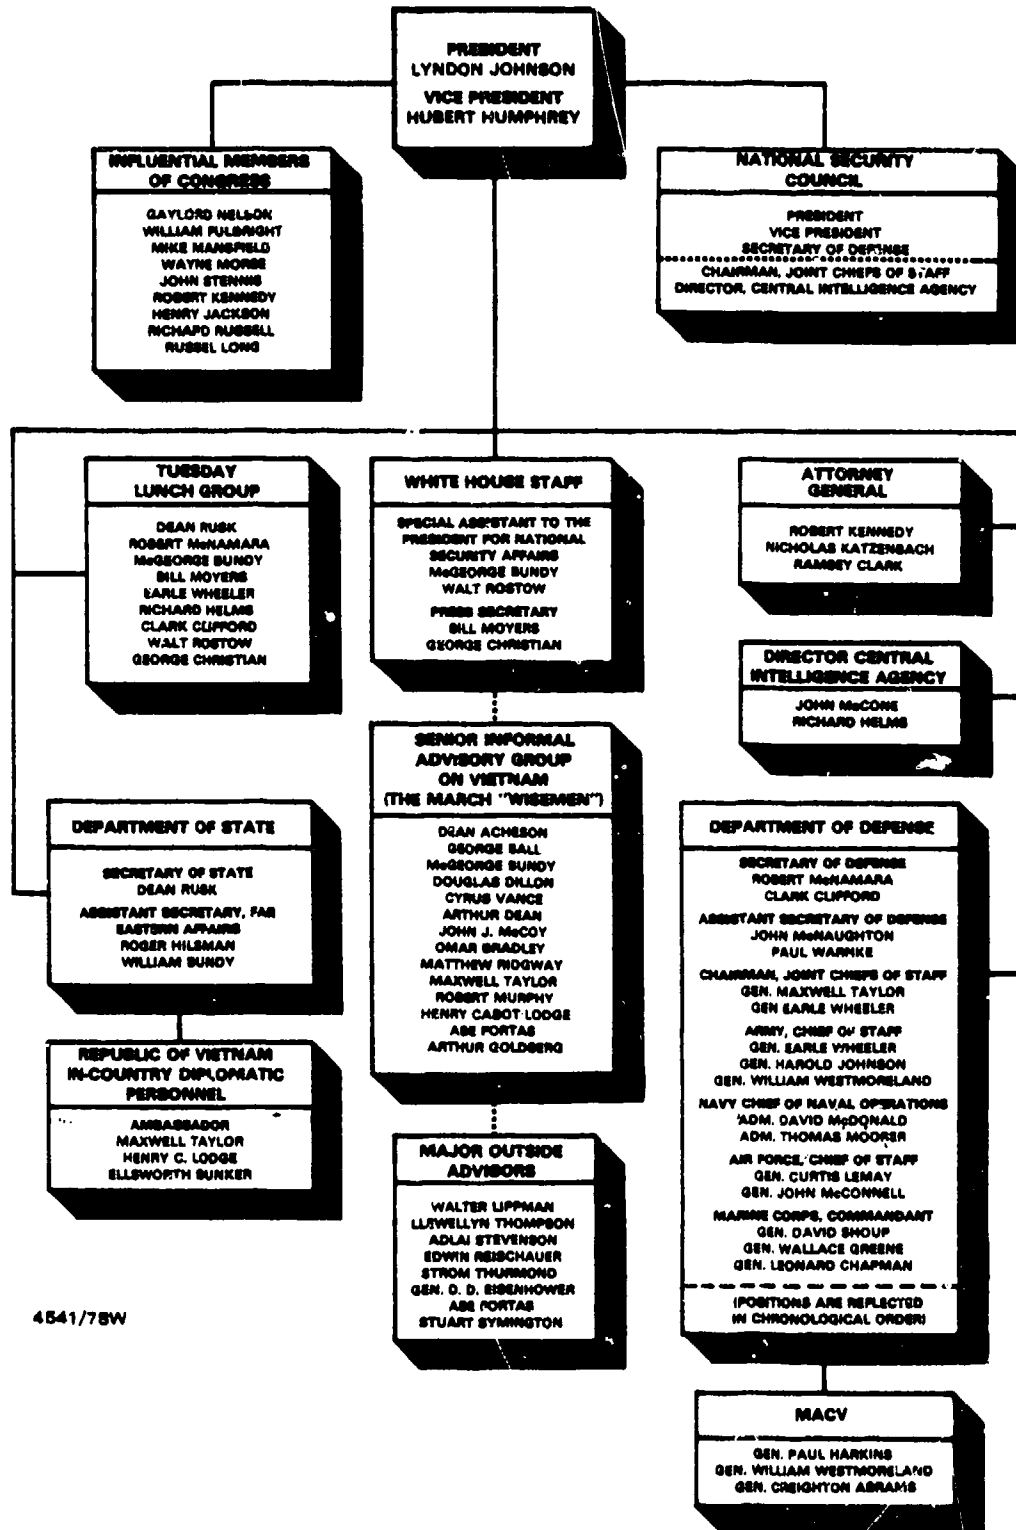 PRESIDENT
LYNDON JOHNSON
VICE PRESIDENT
HUBERT HUMPHREY
INFLUENTIAL MEMBERS
OF CONGRESS
GAYLORD NELSON
WILLIAM FULBRIGHT
MIKE MANSFIELD
WAYNE MORSE
JOHN STENNIS
ROBERT KENNEDY
HENRY JACKSON
RICHARD RUSSELL
RUSSEL LONG
NATIONAL SECURITY
COUNCIL
PRESIDENT
VICE PRESIDENT
SECRETARY OF DEFENSE
CHAIRMAN, JOINT CHIEFS OF STAFF
DIRECTOR, CENTRAL INTELLIGENCE AGENCY
TUESDAY
LUNCH GROUP
DEAN RUSK
ROBERT McNAMARA
McGEORGE BUNDY
BILL MOYERS
EARLE WHEELER
RICHARD HELMS
CLARK CLIFFORD
WALT ROSTOW
GEORGE CHRISTIAN
WHITE HOUSE STAFF
SPECIAL ASSISTANT TO THE
PRESIDENT FOR NATIONAL
SECURITY AFFAIRS
McGEORGE BUNDY
WALT ROSTOW
PRESS SECRETARY
BILL MOYERS
GEORGE CHRISTIAN
ATTORNEY
GENERAL
ROBERT KENNEDY
NICHOLAS KATZENBACH
RAMSEY CLARK
DIRECTOR CENTRAL
INTELLIGENCE AGENCY
JOHN McCONE
RICHARD HELMS
SENIOR INFORMAL
ADVISORY GROUP
ON VIETNAM
(THE MARCH "WISEMEN")
DEAN ACHESON
GEORGE BALL
McGEORGE BUNDY
DOUGLAS DILLON
CYRUS VANCE
ARTHUR DEAN
JOHN J. McCOY
OMAR BRADLEY
MATTHEW RIDGWAY
MAXWELL TAYLOR
ROBERT MURPHY
HENRY CABOT LODGE
ABE FORTAS
ARTHUR GOLDBERG
DEPARTMENT OF STATE
SECRETARY OF STATE
DEAN RUSK
ASSISTANT SECRETARY, FAR
EASTERN AFFAIRS
ROGER HILSMAN
WILLIAM BUNDY
REPUBLIC OF VIETNAM
IN-COUNTRY DIPLOMATIC
PERSONNEL
AMBASSADOR
MAXWELL TAYLOR
HENRY C. LODGE
ELLSWORTH BUNKER
DEPARTMENT OF DEFENSE
SECRETARY OF DEFENSE
ROBERT McNAMARA
CLARK CLIFFORD
ASSISTANT SECRETARY OF DEFENSE
JOHN McNAUGHTON
PAUL WARNKE
CHAIRMAN, JOINT CHIEFS OF STAFF
GEN. MAXWELL TAYLOR
GEN EARLE WHEELER
ARMY, CHIEF OF STAFF
GEN. EARLE WHEELER
GEN. HAROLD JOHNSON
GEN. WILLIAM WESTMORELAND
NAVY CHIEF OF NAVAL OPERATIONS
ADM. DAVID McDONALD
ADM. THOMAS MOORER
AIR FORCE, CHIEF OF STAFF
GEN. CURTIS LEMAY
GEN. JOHN McCONNELL
MARINE CORPS, COMMANDANT
GEN. DAVID SHOUP
GEN. WALLACE GREENE
GEN. LEONARD CHAPMAN
(POSITIONS ARE REFLECTED
IN CHRONOLOGICAL ORDER)
MAJOR OUTSIDE
ADVISORS
WALTER LIPPMAN
LLEWELLYN THOMPSON
ADLAI STEVENSON
EDWIN REISCHAUER
STROM THURMOND
GEN. D. D. EISENHOWER
ABE FORTAS
STUART SYMINGTON
MACV
GEN. PAUL HARKINS
GEN. WILLIAM WESTMORELAND
GEN. CREIGHTON ABRAMS
4541/78W